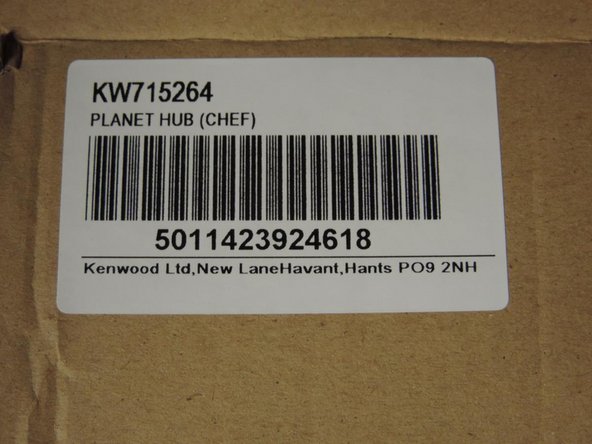 KW715264
PLANET HUB (CHEF)
5011423924618
Kenwood Ltd,New LaneHavant,Hants PO9 2NH